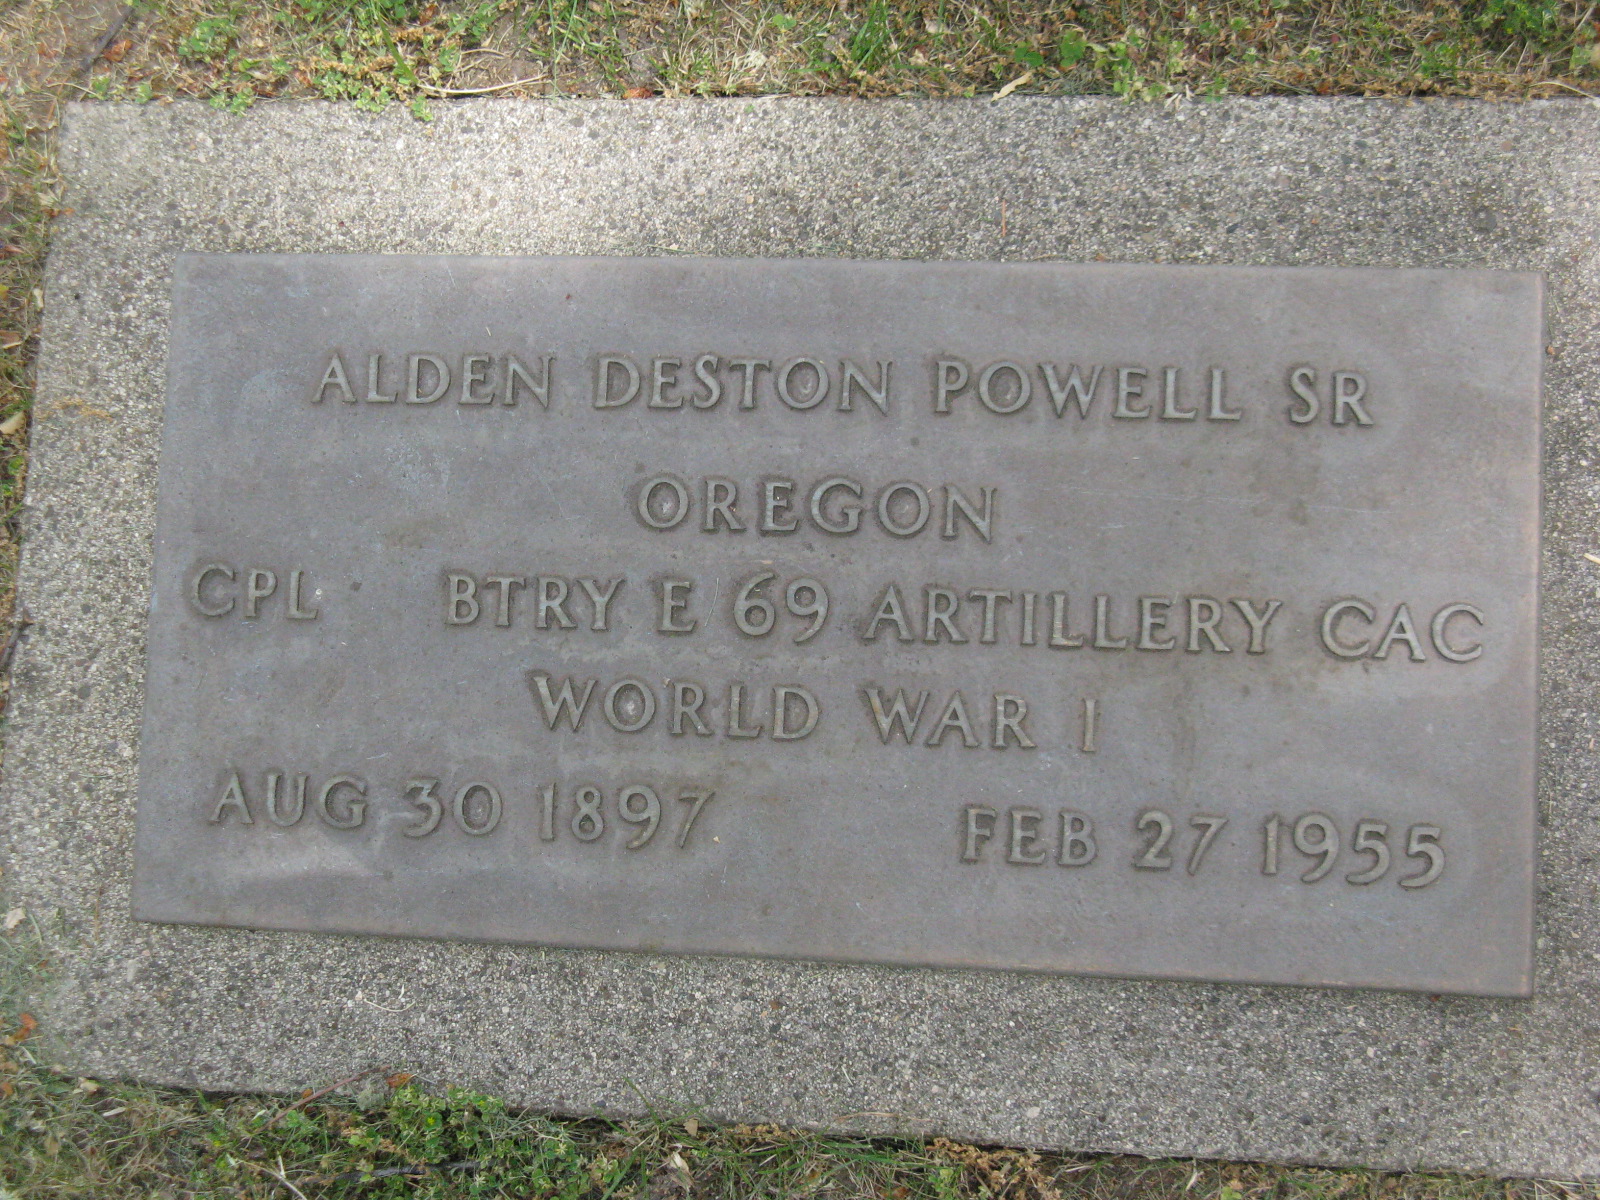 ALDEN DESTON POWELL SR
OREGON
CPL BTRY E 69 ARTILLERY CAC
WORLD WAR I
AUG 30 1897 FEB 27 1955